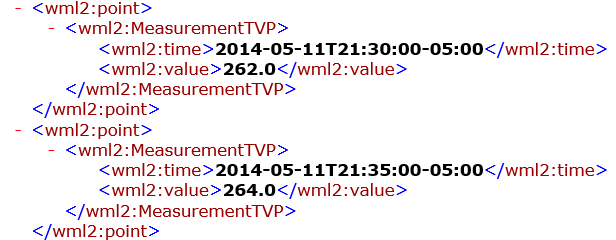 - <wml2:point>
- <wml2:MeasurementTVP>
<wml2:time>2014-05-11T21:30:00-05:00</wml2:time>
<wml2:value>262.0</wml2:value>
</wml2:MeasurementTVP>
</wml2:point>
- <wml2:point>
- <wml2:MeasurementTVP>
<wml2:time>2014-05-11T21:35:00-05:00</wml2:time>
<wml2:value>264.0</wml2:value>
</wml2:MeasurementTVP>
</wml2:point>